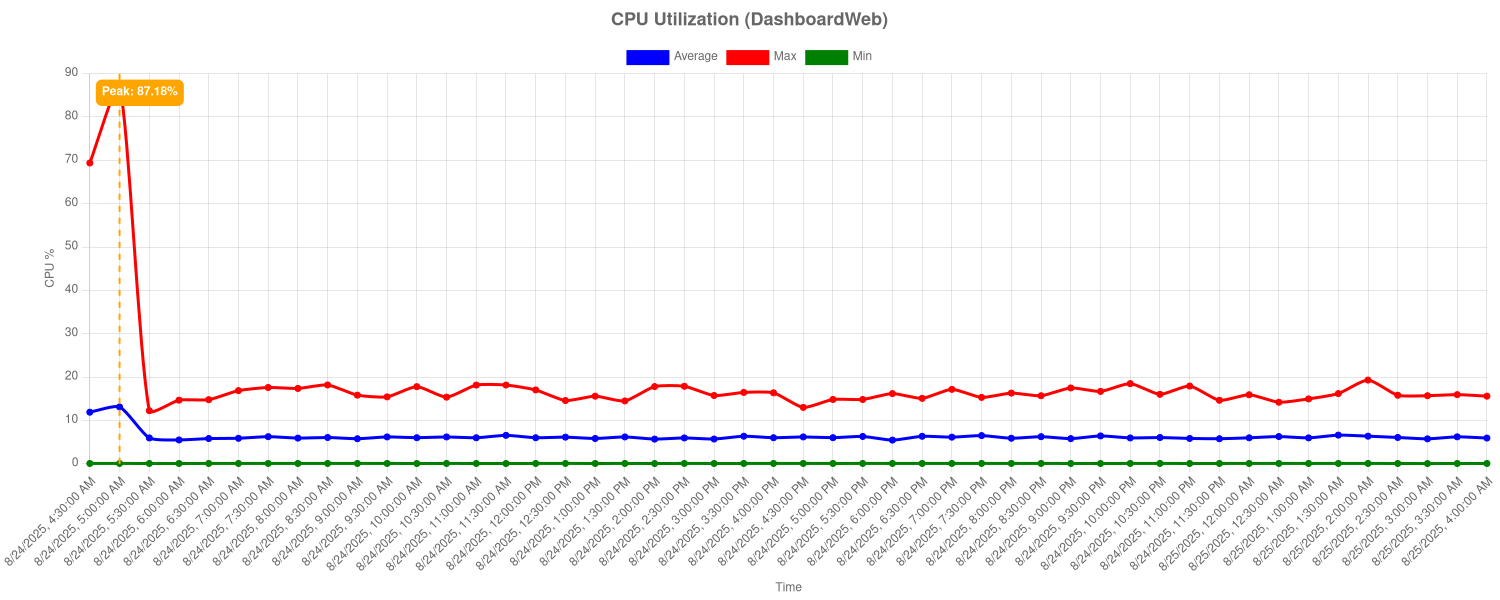 CPU Utilization (DashboardWeb)
Average Max Min
90
Peak: 87.18%
80
70
60
50
40
30
20
10
0
CPU %
8/24/2025, 4:30:00 AM
8/24/2025, 5:00:00 AM
8/24/2025, 5:30:00 AM
8/24/2025, 6:00:00 AM
8/24/2025, 6:30:00 AM
8/24/2025, 7:00:00 AM
8/24/2025, 7:30:00 AM
8/24/2025, 8:00:00 AM
8/24/2025, 8:30:00 AM
8/24/2025, 9:00:00 AM
8/24/2025, 9:30:00 AM
8/24/2025, 10:00:00 AM
8/24/2025, 10:30:00 AM
8/24/2025, 11:00:00 AM
8/24/2025, 11:30:00 AM
8/24/2025, 12:00:00 PM
8/24/2025, 12:30:00 PM
8/24/2025, 1:00:00 PM
8/24/2025, 1:30:00 PM
8/24/2025, 2:00:00 PM
8/24/2025, 2:30:00 PM
8/24/2025, 3:00:00 PM
8/24/2025, 3:30:00 PM
8/24/2025, 4:00:00 PM
8/24/2025, 4:30:00 PM
8/24/2025, 5:00:00 PM
8/24/2025, 5:30:00 PM
8/24/2025, 6:00:00 PM
8/24/2025, 6:30:00 PM
8/24/2025, 7:00:00 PM
8/24/2025, 7:30:00 PM
8/24/2025, 8:00:00 PM
8/24/2025, 8:30:00 PM
8/24/2025, 9:00:00 PM
8/24/2025, 9:30:00 PM
8/24/2025, 10:00:00 PM
8/24/2025, 10:30:00 PM
8/24/2025, 11:00:00 PM
8/24/2025, 11:30:00 PM
8/25/2025, 12:00:00 AM
8/25/2025, 12:30:00 AM
8/25/2025, 1:00:00 AM
8/25/2025, 1:30:00 AM
8/25/2025, 2:00:00 AM
8/25/2025, 2:30:00 AM
8/25/2025, 3:00:00 AM
8/25/2025, 3:30:00 AM
8/25/2025, 4:00:00 AM
Time